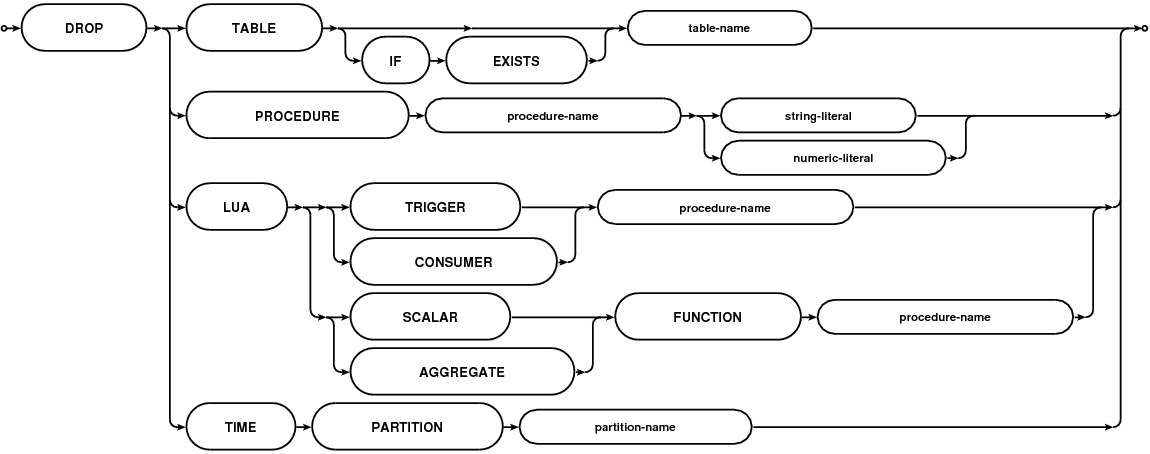 DROP TABLE table-name
IF EXISTS
PROCEDURE procedure-name string-literal
numeric-literal
LUA TRIGGER procedure-name
CONSUMER
SCALAR FUNCTION procedure-name
AGGREGATE
TIME PARTITION partition-name